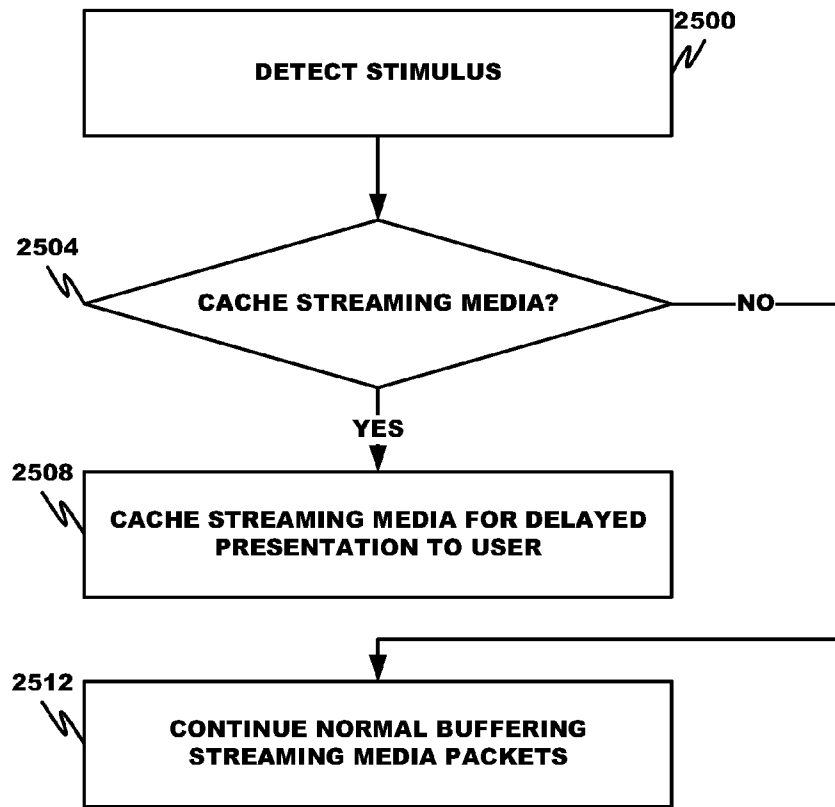 2500
DETECT STIMULUS
2504
CACHE STREAMING MEDIA?
NO
YES
2508
CACHE STREAMING MEDIA FOR DELAYED
PRESENTATION TO USER
2512
CONTINUE NORMAL BUFFERING
STREAMING MEDIA PACKETS